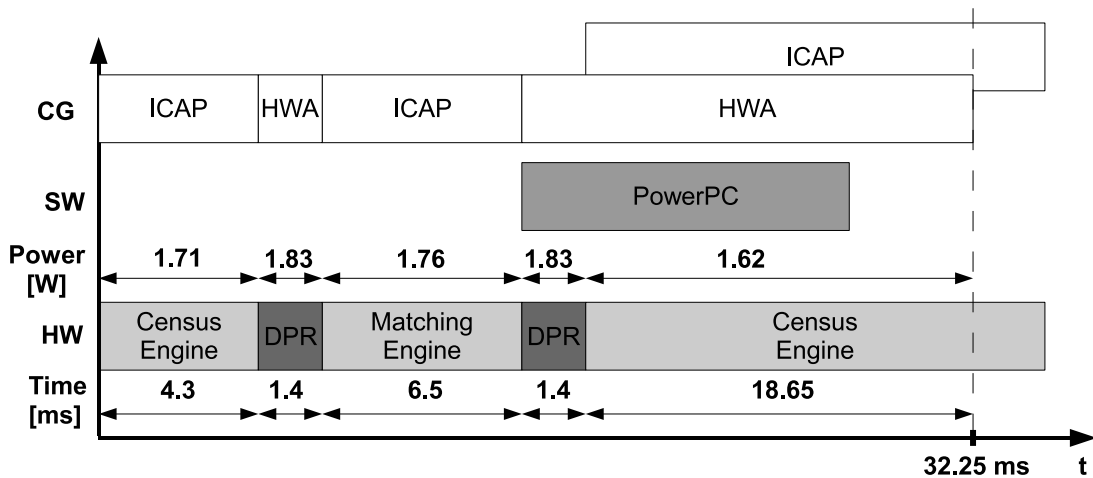 ICAP
CG
ICAP
HWA
ICAP
HWA
SW
PowerPC
Power
[W]
1.71
1.83
1.76
1.83
1.62
HW
Census
Engine
DPR
Matching
Engine
DPR
Census
Engine
Time
[ms]
4.3
1.4
6.5
1.4
18.65
32.25 ms
t